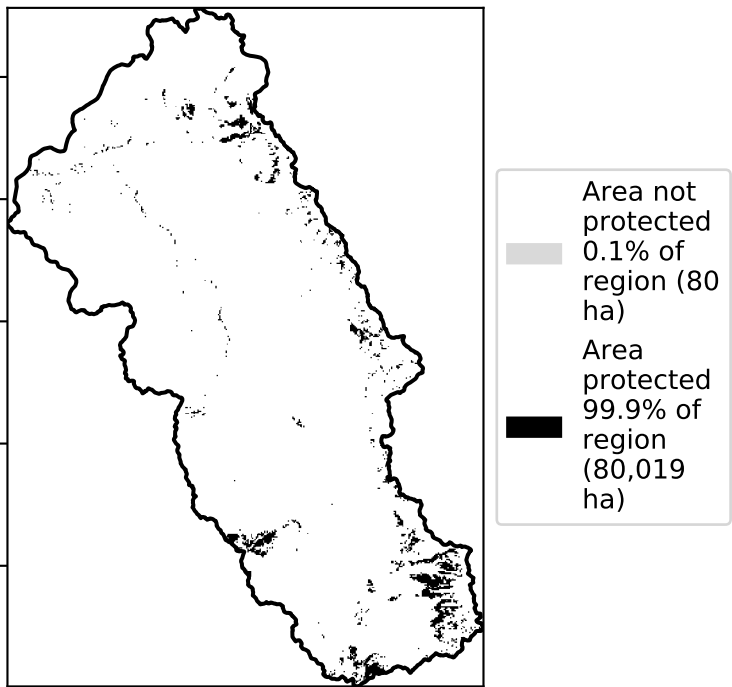 Area not
protected
0.1% of
region (80
ha)
Area
protected
99.9% of
region
(80,019
ha)